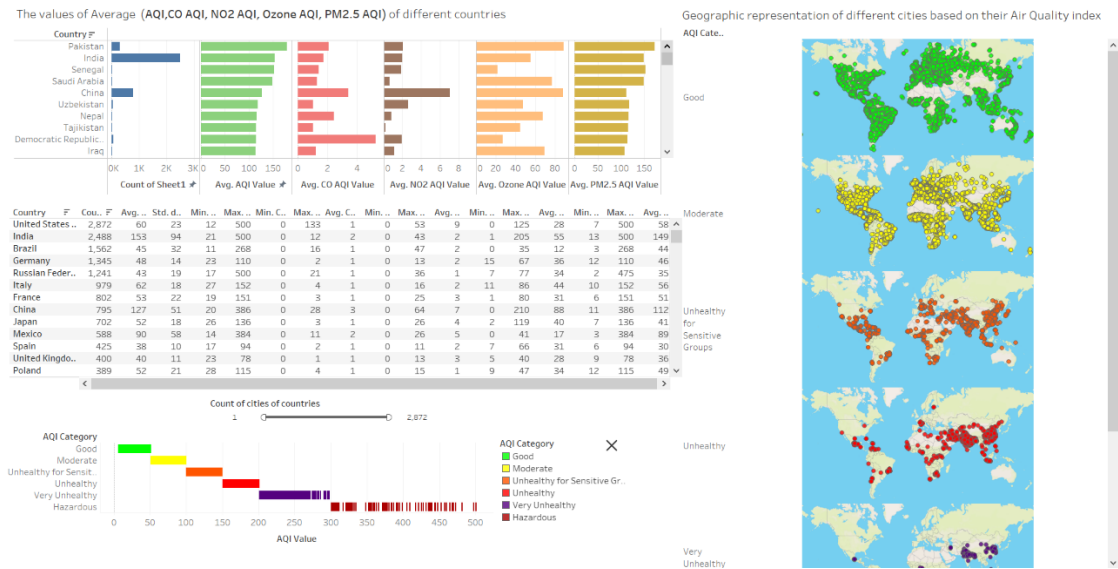 The values of Average (AQI,CO AQI, NO2 AQI, Ozone AQI, PM2.5 AQI) of different countries
Country
Pakistan
India
Senegal
Saudi Arabia
China
Uzbekistan
Nepal
Tajikistan
Democratic Republic..
Iraq
0K 1K 2K 3K 0 50 100 150 0 2 4 0 2 4 6 8 0 20 40 60 80 0 50 100 150
Count of Sheet1 Avg. AQI Value Avg. CO AQI Value Avg. NO2 AQI Value Avg. Ozone AQI Value Avg. PM2.5 AQI Value
Country Cou.. Avg. .. Std. d.. Min. .. Max. .. Min. C.. Max. .. Avg. C.. Min. .. Max. .. Avg. .. Min. .. Max. .. Avg. .. Min. .. Max. .. Avg. ..
United States .. 2,872 60 23 12 500 0 133 1 0 53 9 0 125 28 7 500 58
India 2,488 153 94 21 500 0 12 2 0 43 2 1 205 55 13 500 149
Brazil 1,562 45 32 11 268 0 16 1 0 47 2 0 35 12 3 268 44
Germany 1,345 48 14 23 110 0 2 1 0 13 2 15 67 36 12 110 46
Russian Feder.. 1,241 43 19 17 500 0 21 1 0 36 1 7 77 34 2 475 35
Italy 979 62 18 27 152 0 4 1 0 16 2 11 86 44 10 152 56
France 802 53 22 19 151 0 3 1 0 25 3 1 80 31 6 151 51
China 795 127 51 20 386 0 28 3 0 64 7 0 210 88 11 386 112
Japan 702 52 18 26 136 0 3 1 0 26 4 2 119 40 7 136 41
Mexico 588 90 58 14 384 0 11 2 0 26 5 0 41 17 3 384 89
Spain 425 38 10 17 94 0 2 1 0 11 2 7 66 31 6 94 30
United Kingdo.. 400 40 11 23 78 0 1 1 0 13 3 5 40 28 9 78 36
Poland 389 52 21 28 115 0 4 1 0 15 1 9 47 34 12 115 49
Count of cities of countries
1 2,872
AQI Category
Good
Moderate
Unhealthy for Sensit..
Unhealthy
Very Unhealthy
Hazardous
0 50 100 150 200 250 300 350 400 450 500
AQI Value
AQI Category
Good
Moderate
Unhealthy for Sensitive Gr...
Unhealthy
Very Unhealthy
Hazardous
Geographic representation of different cities based on their Air Quality index
AQI Cate..
Good
Moderate
Unhealthy
for
Sensitive
Groups
Unhealthy
Very
Unhealthy